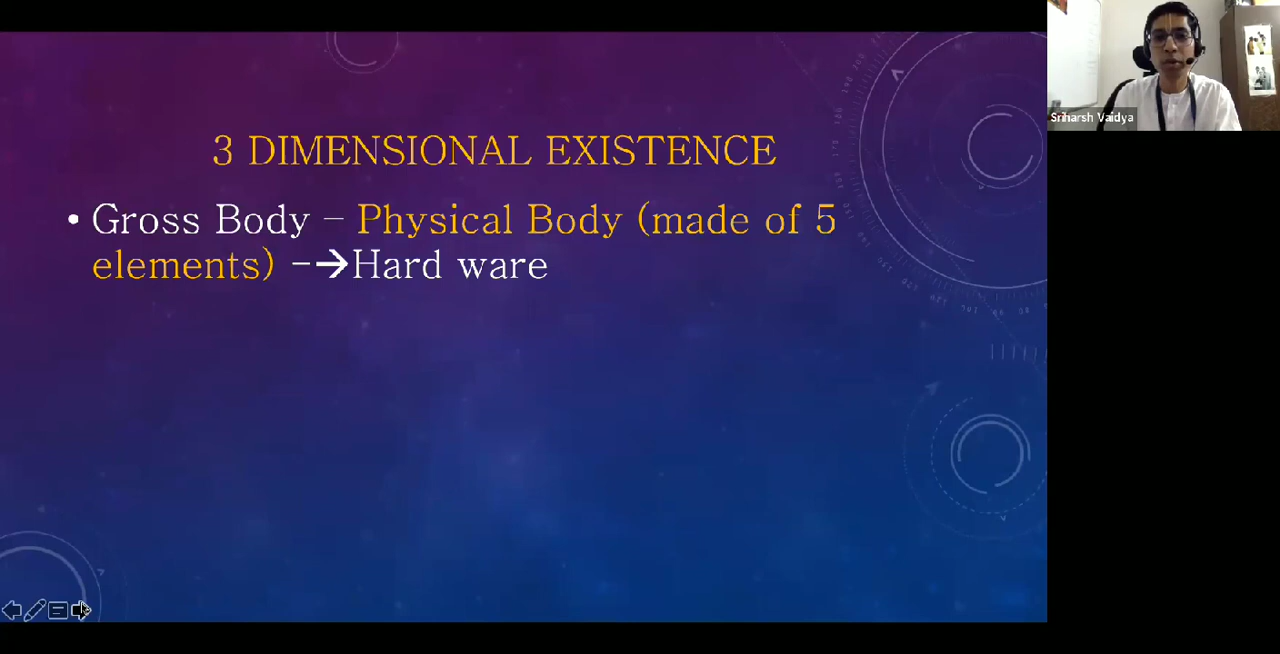 3 DIMENSIONAL EXISTENCE
• Gross Body – Physical Body (made of 5
elements) –→Hard ware
Sriharsh Vaidya